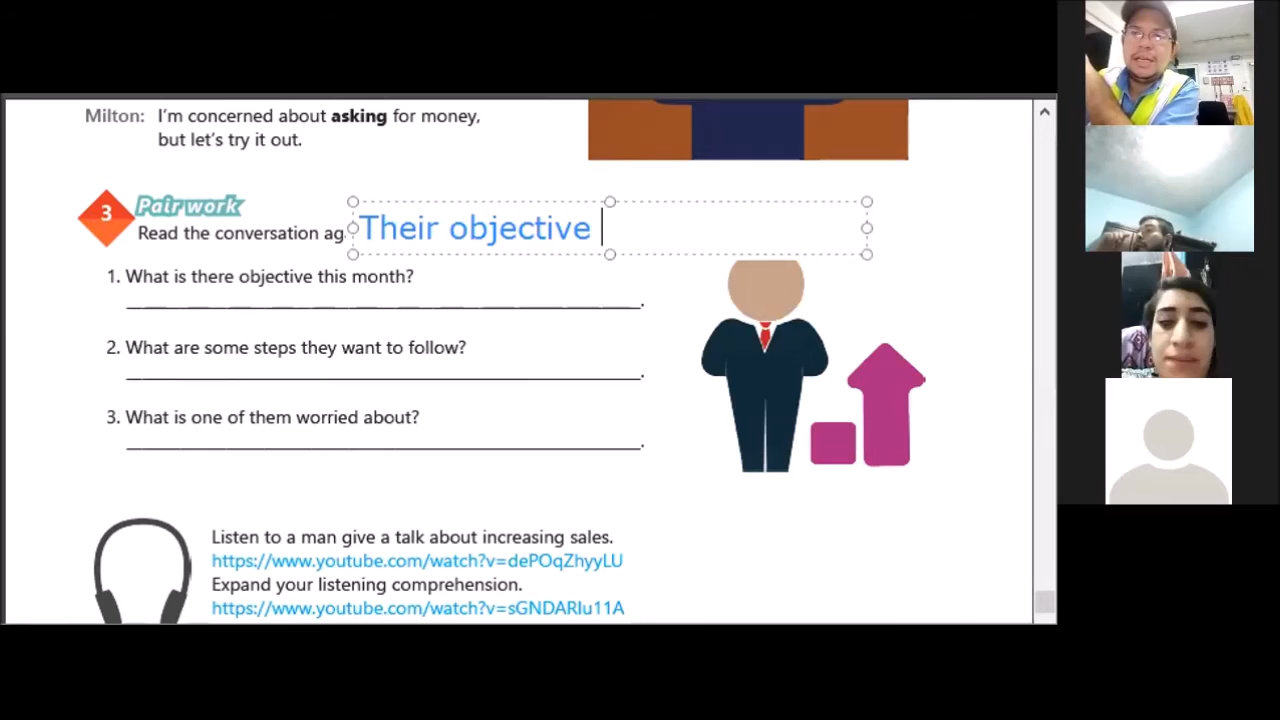 Milton: I'm concerned about asking for money,
but let's try it out.
3 Pair work
Read the conversation ag
Their objective
1. What is there objective this month?
2. What are some steps they want to follow?
3. What is one of them worried about?
Listen to a man give a talk about increasing sales.
https://www.youtube.com/watch?v=dePOqZhyyLU
Expand your listening comprehension.
https://www.youtube.com/watch?v=sGNDARIu11A